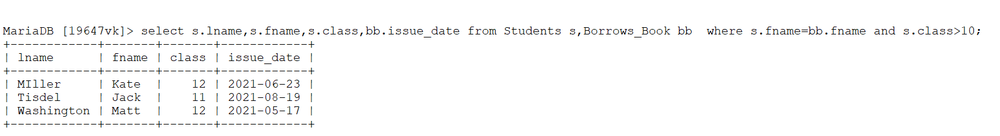 MariaDB [19647vk]> select s.lname,s.fname,s.class,bb.issue_date from Students s,Borrows_Book bb  where s.fname=bb.fname and s.class>10;
+------------+-------+-------+------------+
| lname      | fname | class | issue_date |
+------------+-------+-------+------------+
| MIller     | Kate  |    12 | 2021-06-23 |
| Tisdel     | Jack  |    11 | 2021-08-19 |
| Washington | Matt  |    12 | 2021-05-17 |
+------------+-------+-------+------------+